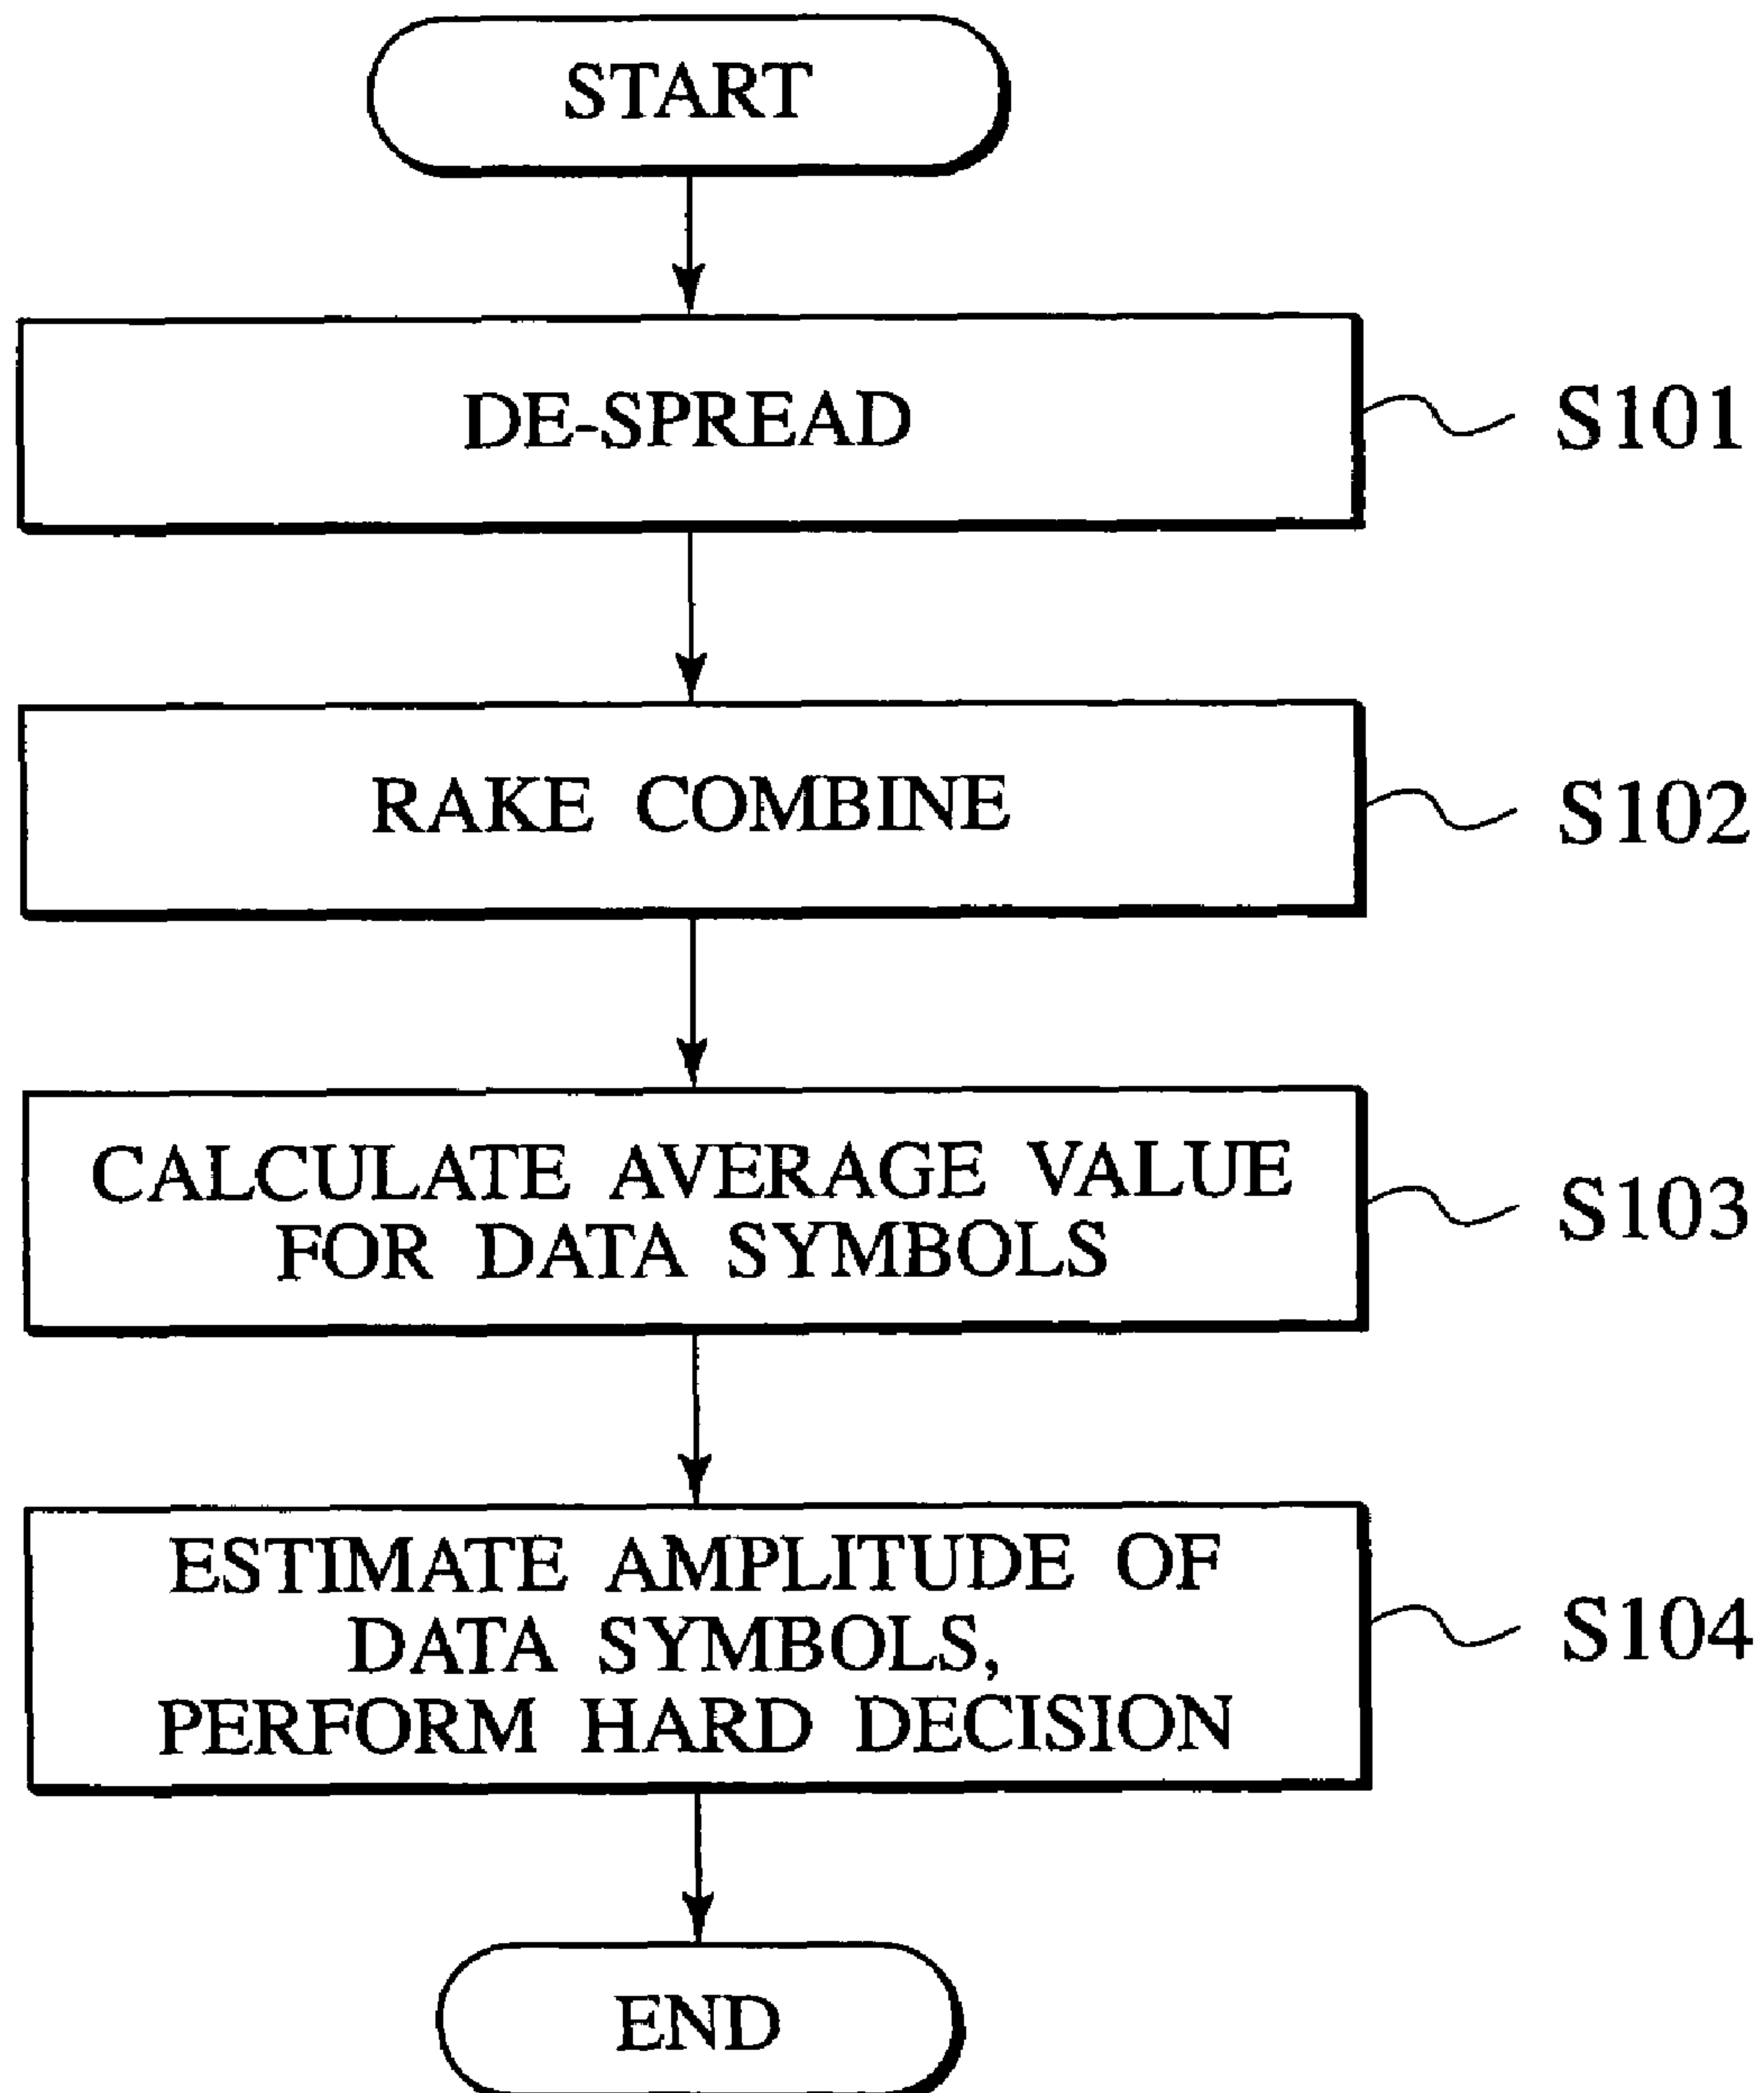 START
DE-SPREAD
S101
RAKE COMBINE
S102
CALCULATE AVERAGE VALUE
FOR DATA SYMBOLS
S103
ESTIMATE AMPLITUDE OF
DATA SYMBOLS,
PERFORM HARD DECISION
S104
END